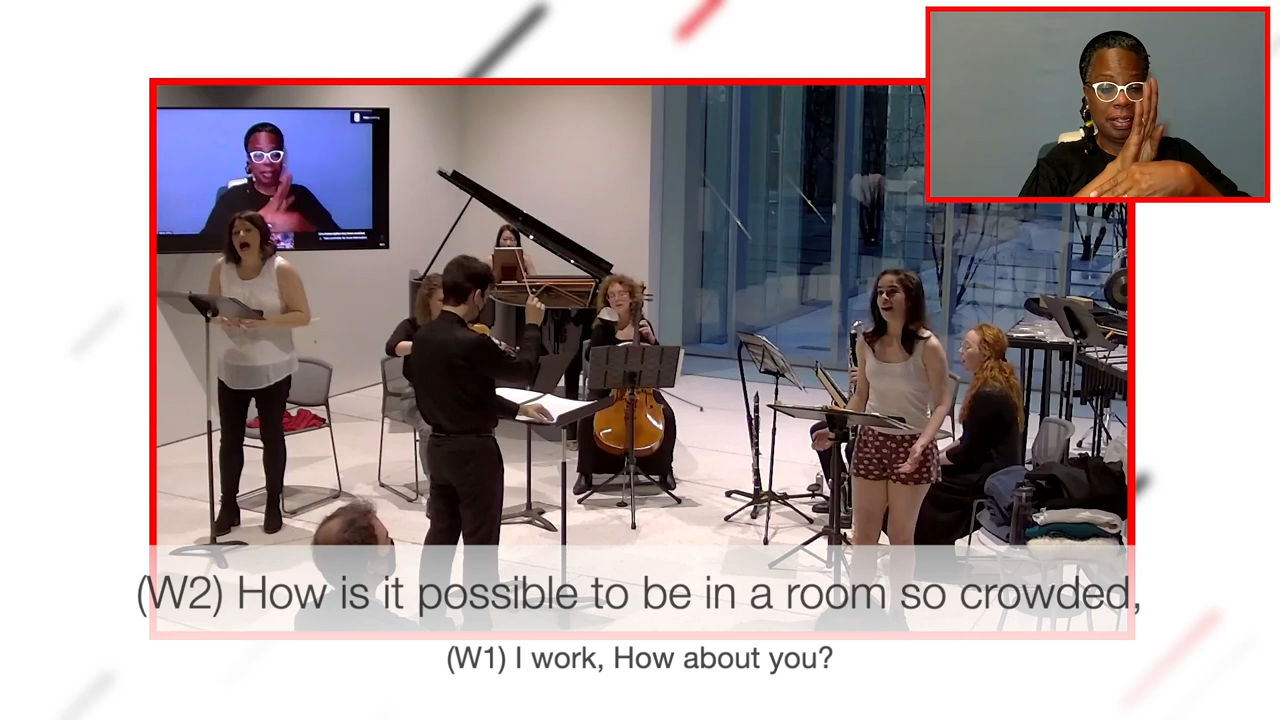 (W2) How is it possible to be in a room so crowded,
(W1) I work, How about you?